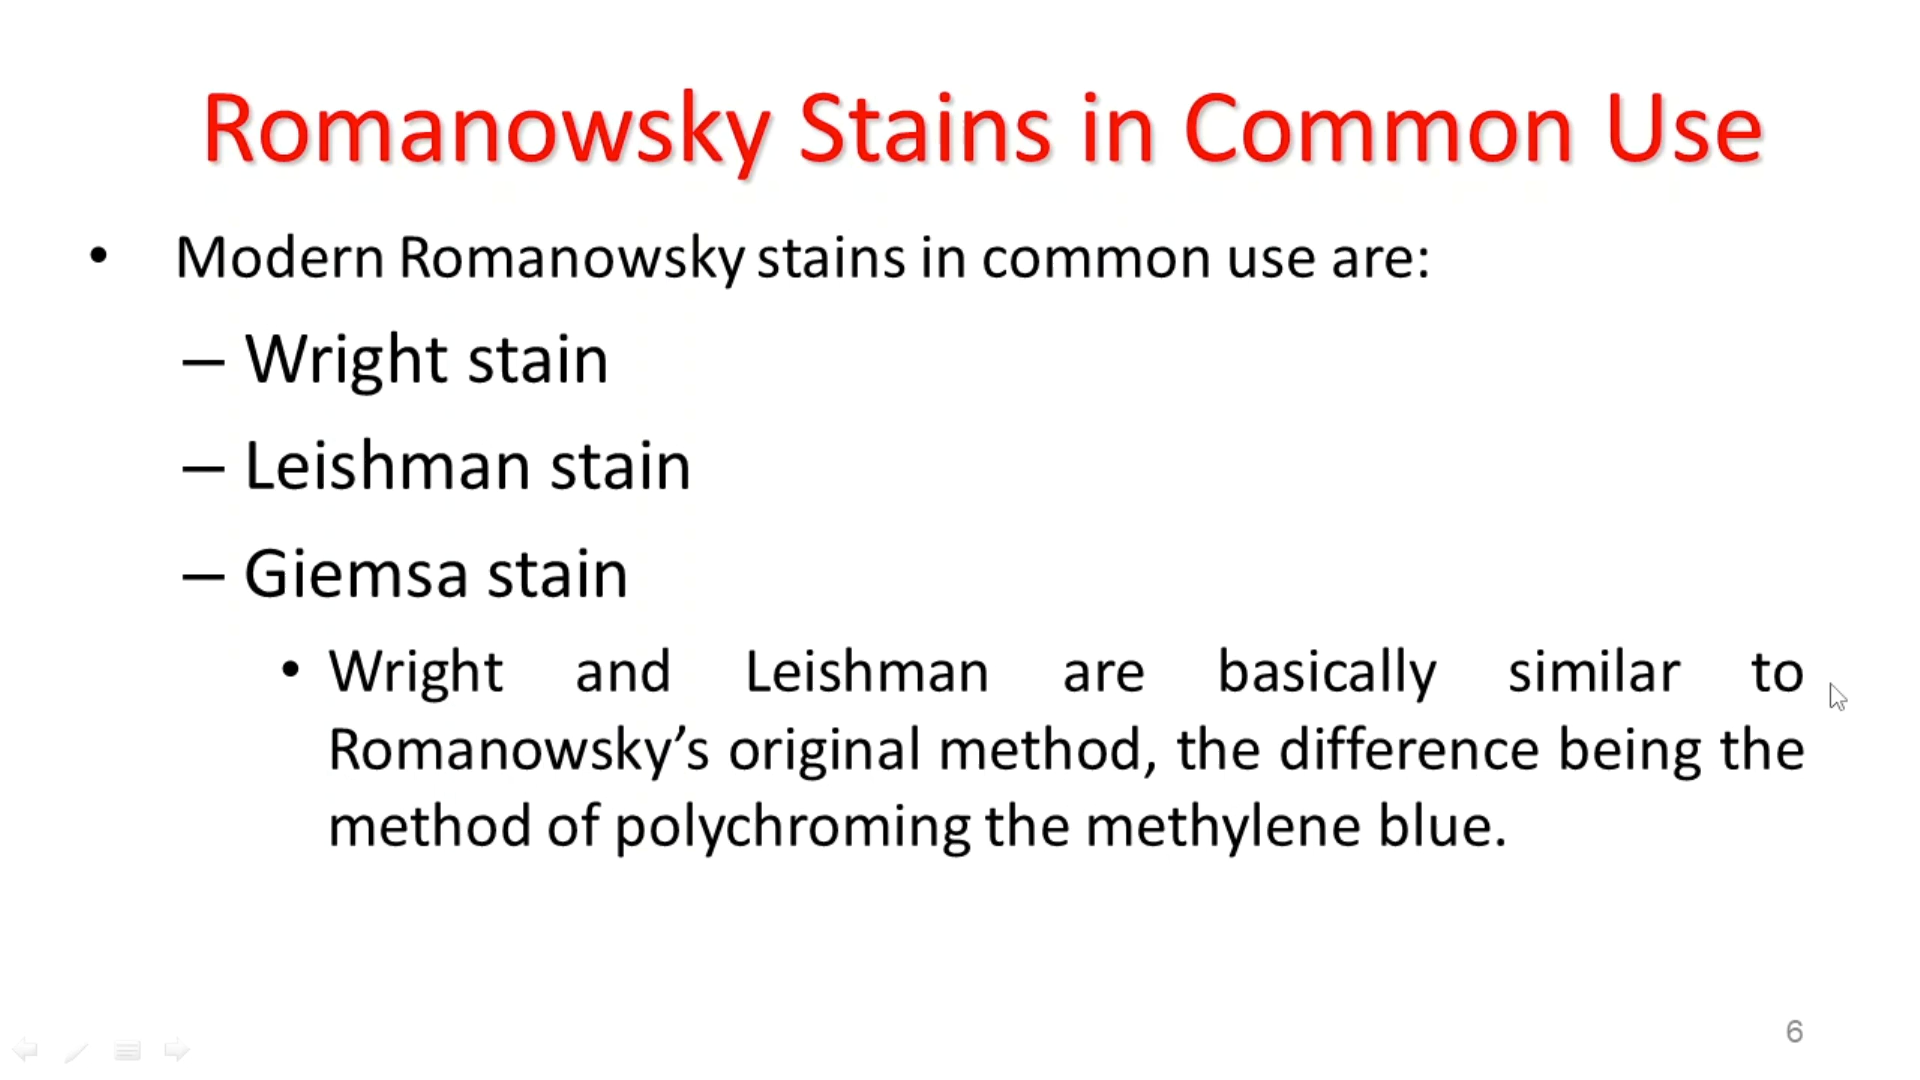 Romanowsky Stains in Common Use
• Modern Romanowsky stains in common use are:
– Wright stain
– Leishman stain
– Giemsa stain
• Wright and Leishman are basically similar to
Romanowsky’s original method, the difference being the
method of polychroming the methylene blue.
6